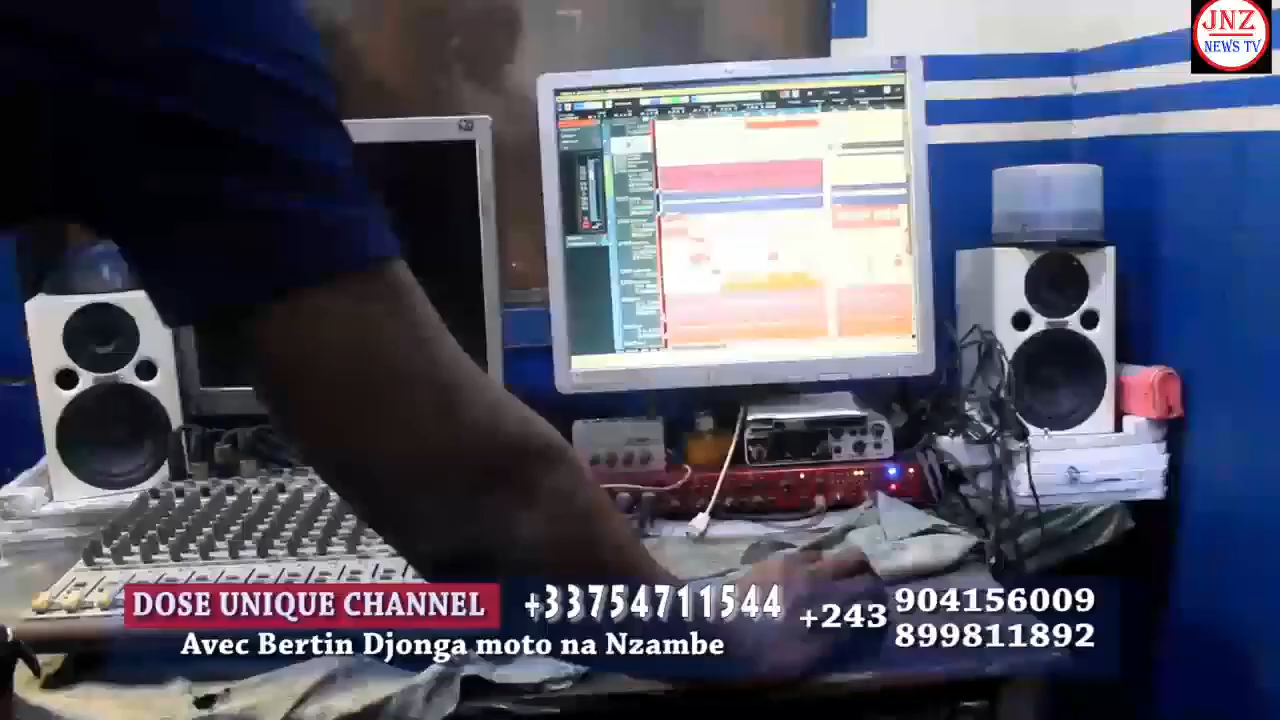 JNZ
NEWS TV
DOSE UNIQUE CHANNEL
+33754711544
+243
904156009
899811892
Avec Bertin Djonga moto na Nzambe